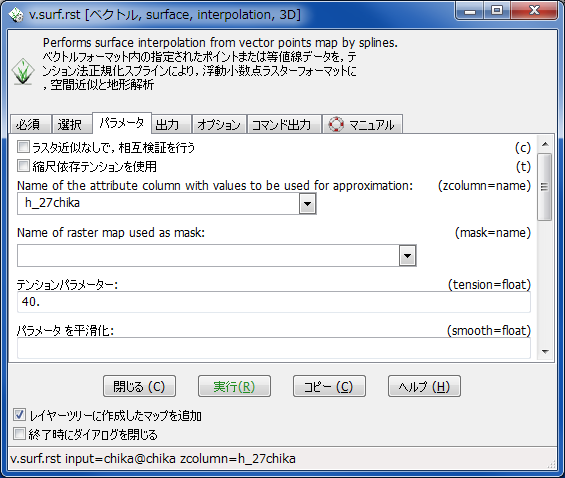 v.surf.rst [ベクトル, surface, interpolation, 3D]
Performs surface interpolation from vector points map by splines.
ベクトルフォーマット内の指定されたポイントまたは等値線データを, テ
ンション法正規化スプラインにより, 浮動小数点ラスターフォーマットに
, 空間近似と地形解析
必須 選択 パラメータ 出力 オプション コマンド出力 マニュアル
ラスタ近似なしで, 相互検証を行う (c)
縮尺依存テンションを使用 (t)
Name of the attribute column with values to be used for approximation: (zcolumn=name)
h_27chika
Name of raster map used as mask: (mask=name)
テンションパラメーター: (tension=float)
40.
パラメータ を平滑化: (smooth=float)
閉じる (C) 実行(R) コピー (C) ヘルプ (H)
レイヤーツリーに作成したマップを追加
終了時にダイアログを閉じる
v.surf.rst input=chika@chika zcolumn=h_27chika